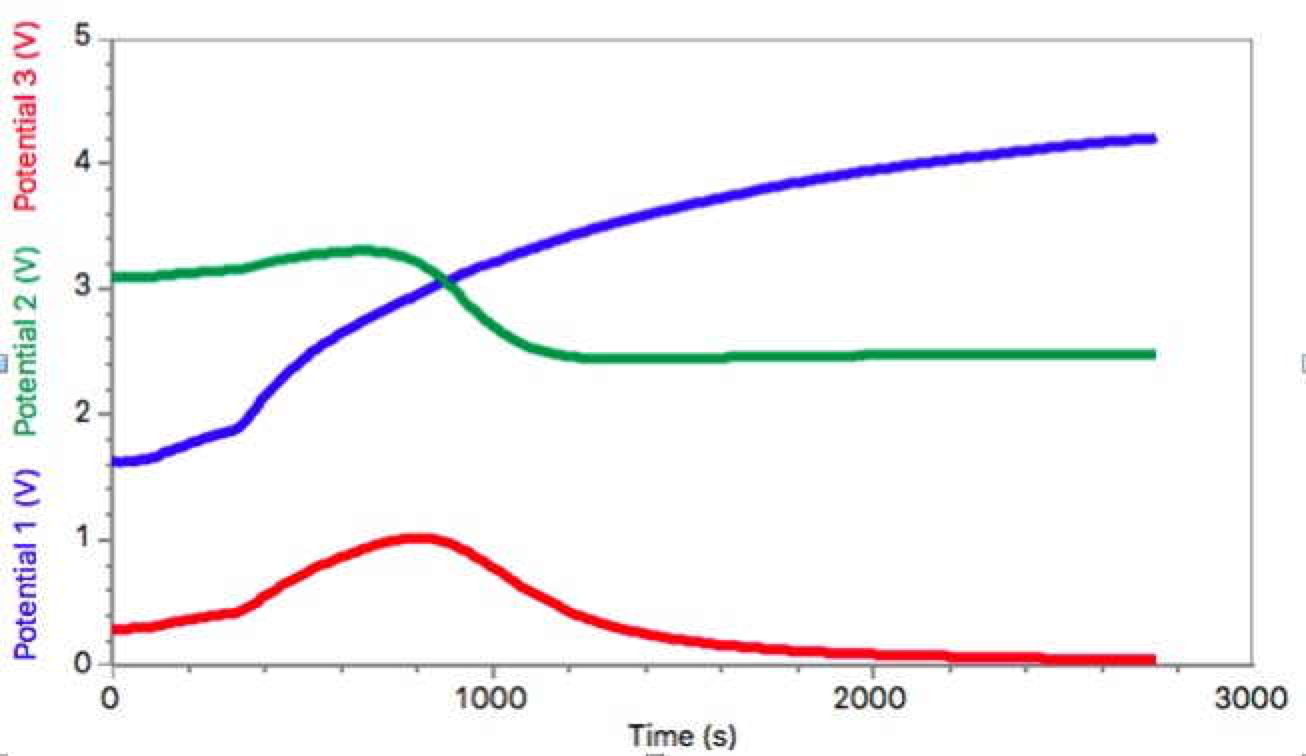 Potential 3 (V)
Potential 2 (V)
Potential 1 (V)
5
4
3
2
1
0
0 1000 2000 3000
Time (s)